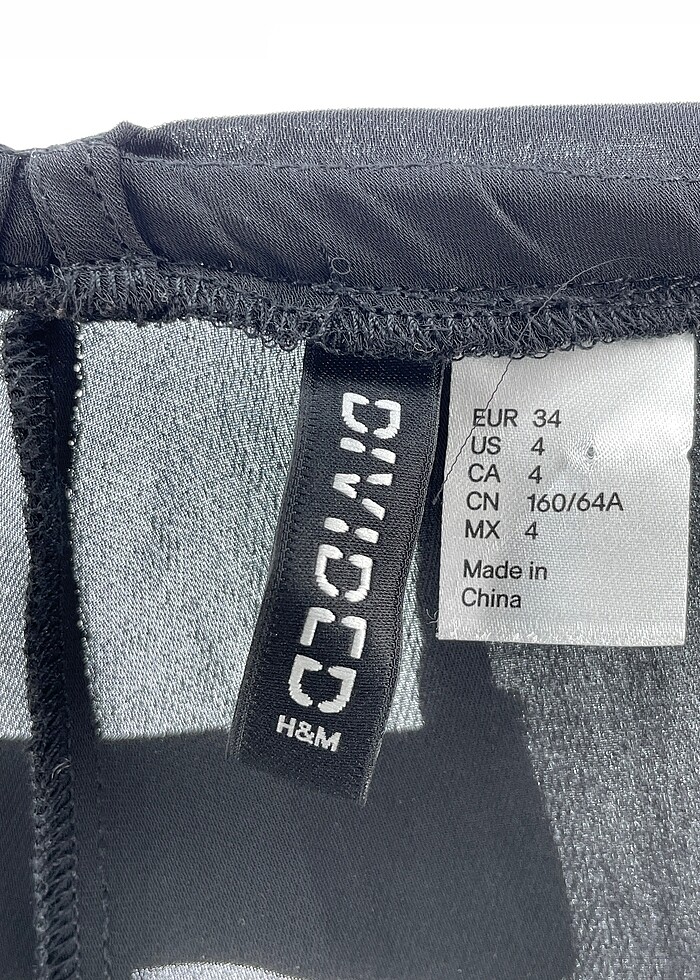 DIVIDED
H&M
EUR 34
US 4
CA 4
CN 160/64A
MX 4
Made in
China